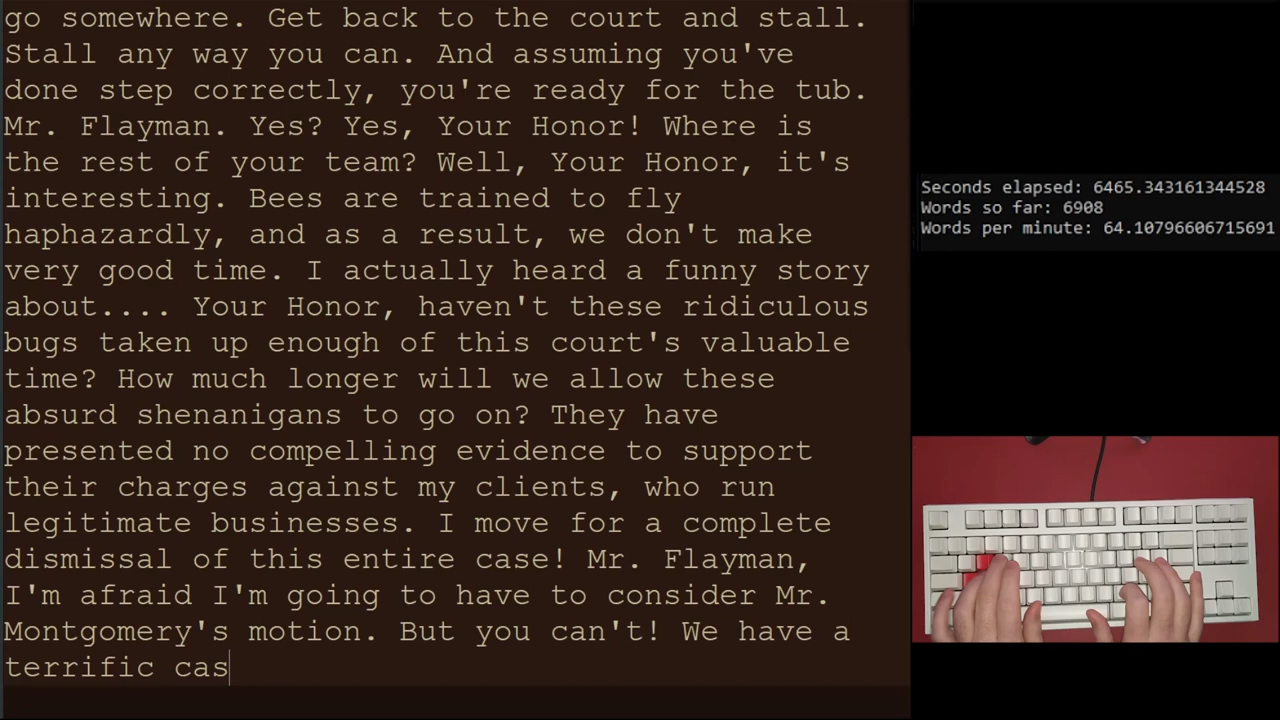 go somewhere. Get back to the court and stall.
Stall any way you can. And assuming you've
done step correctly, you're ready for the tub.
Mr. Flayman. Yes? Yes, Your Honor! Where is
the rest of your team? Well, Your Honor, it's
interesting. Bees are trained to fly
haphazardly, and as a result, we don't make
very good time. I actually heard a funny story
about.... Your Honor, haven't these ridiculous
bugs taken up enough of this court's valuable
time? How much longer will we allow these
absurd shenanigans to go on? They have
presented no compelling evidence to support
their charges against my clients, who run
legitimate businesses. I move for a complete
dismissal of this entire case! Mr. Flayman,
I'm afraid I'm going to have to consider Mr.
Montgomery's motion. But you can't! We have a
terrific cas
Seconds elapsed: 6465.343161344528
Words so far: 6908
Words per minute: 64.10796606715691